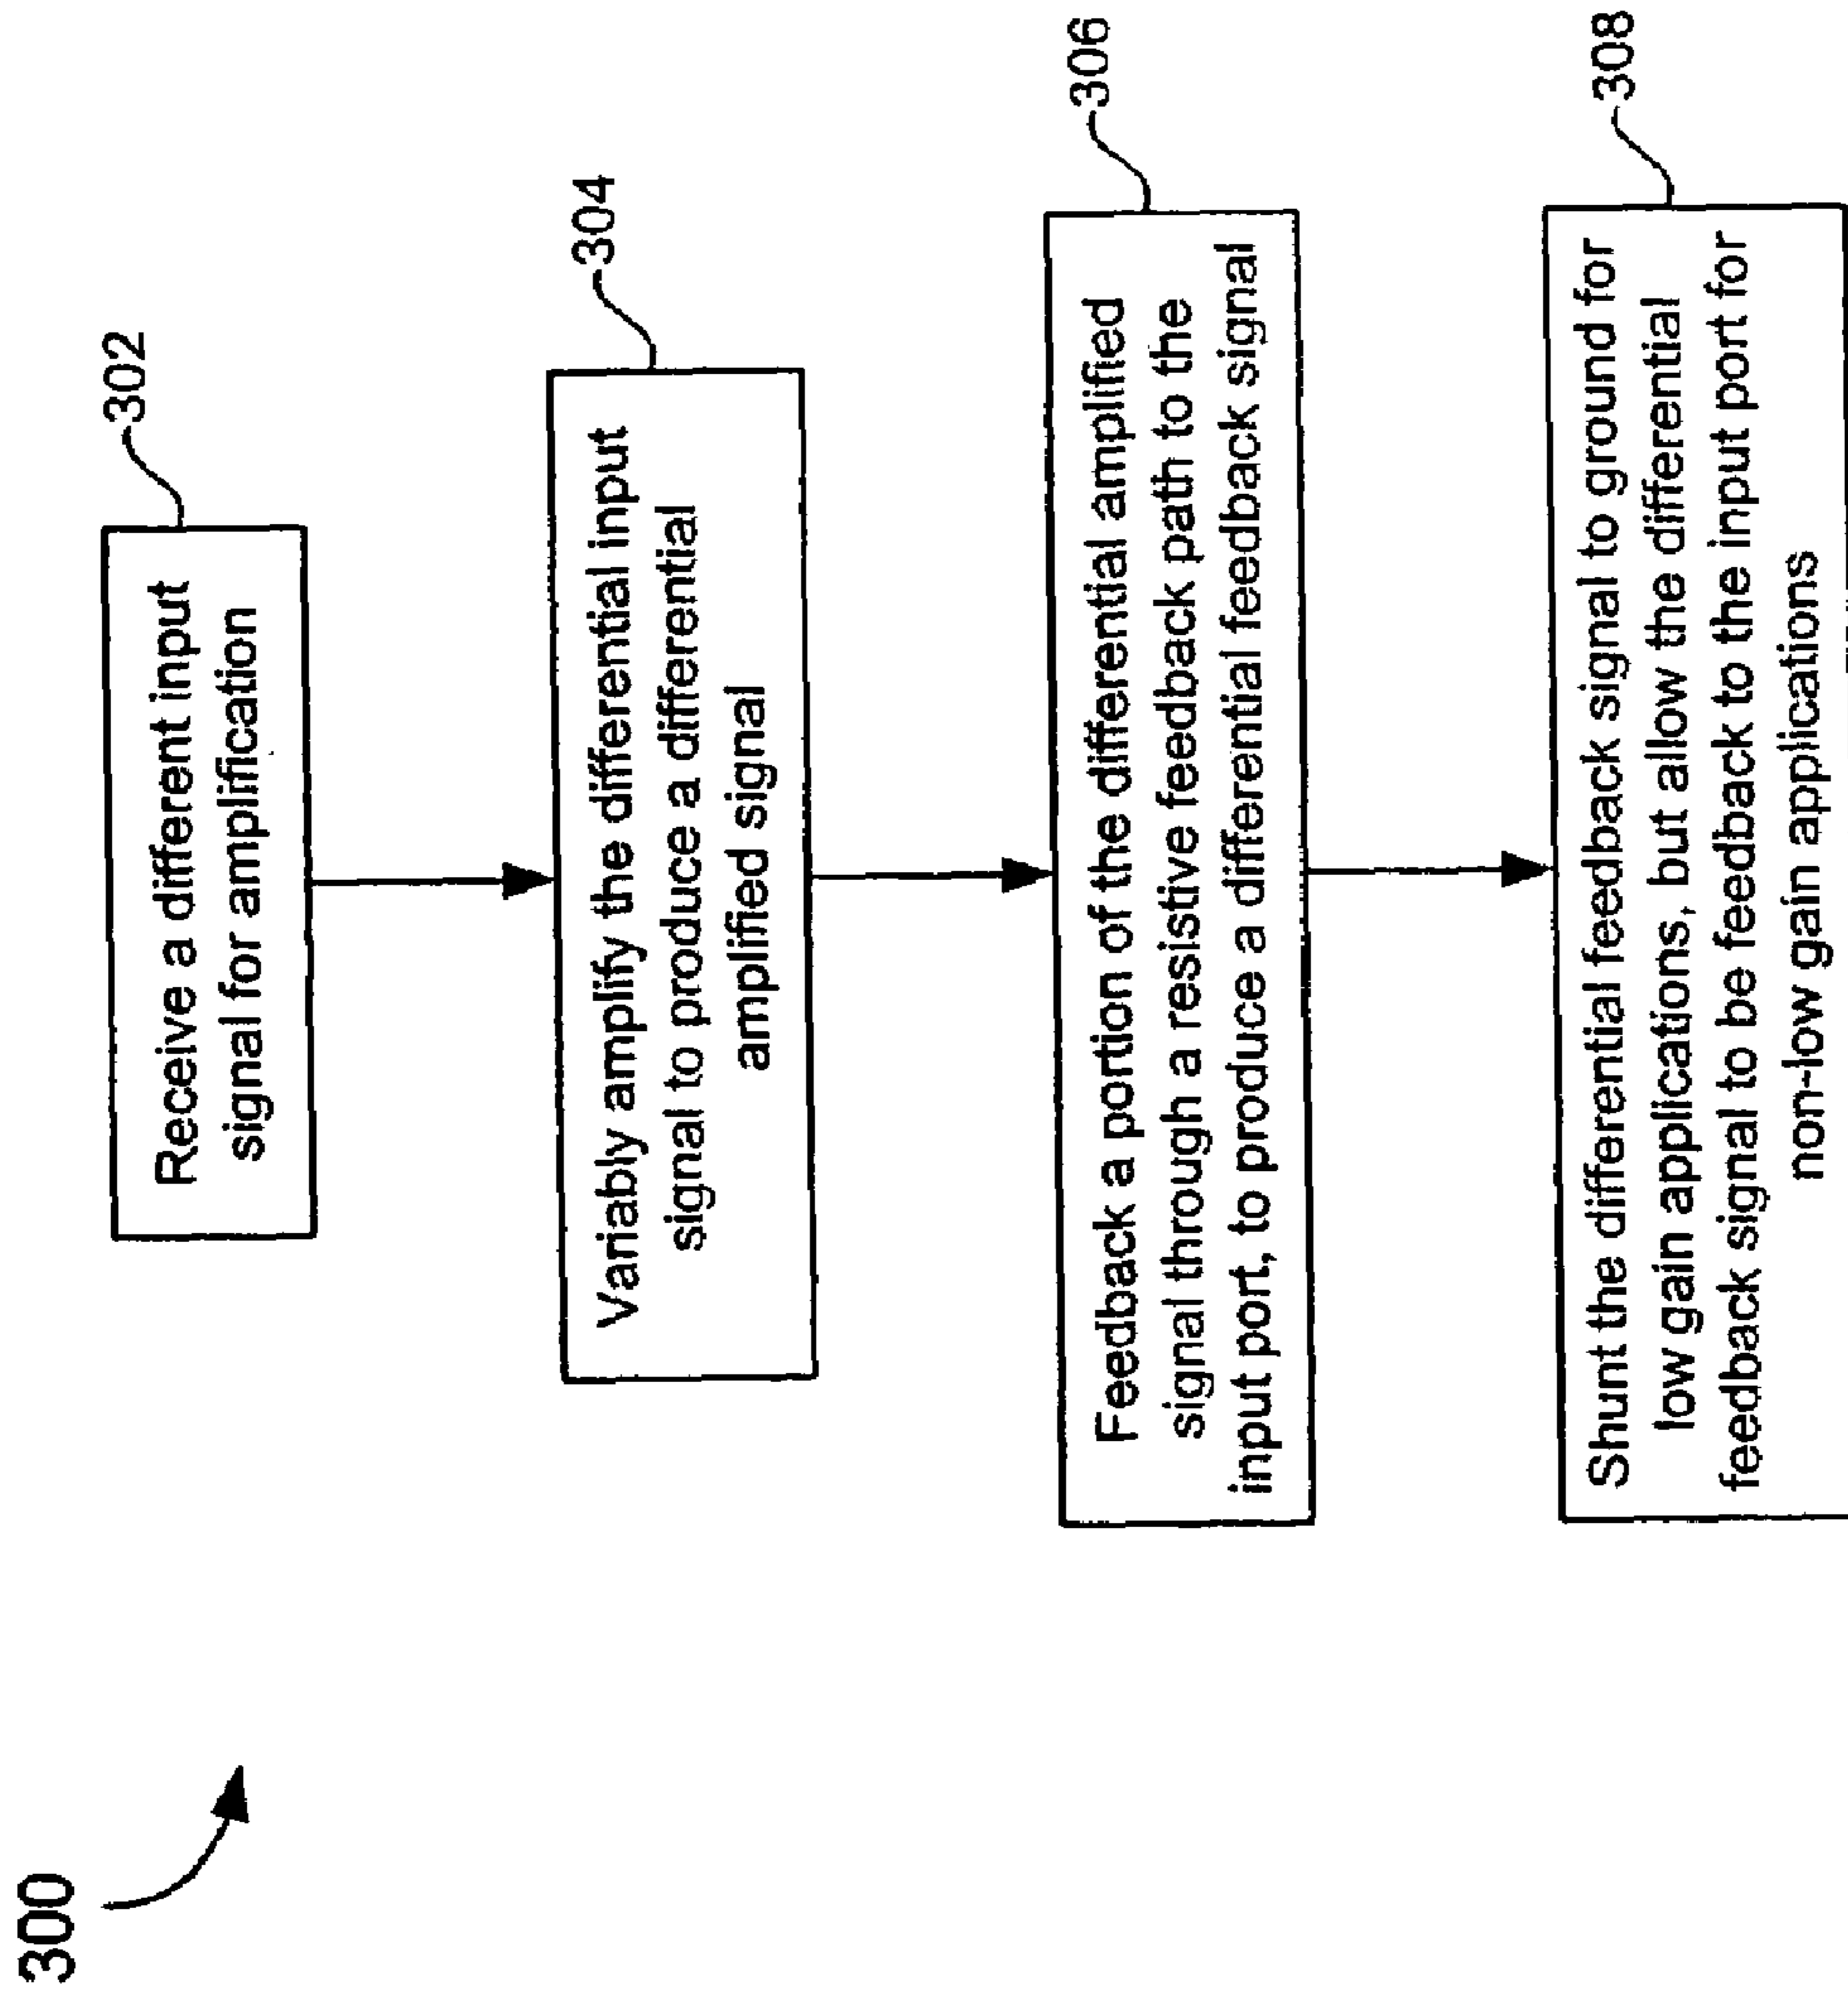 300
302
Receive a different input
signal for amplification
304
Variably amplify the differential input
signal to produce a differential
amplified signal
306
Feedback a portion of the differential amplified
signal through a resistive feedback path to the
input port, to produce a differential feedback signal
308
Shunt the differential feedback signal to ground for
low gain applications, but allow the differential
feedback signal to be feedback to the input port for
non-low gain applications